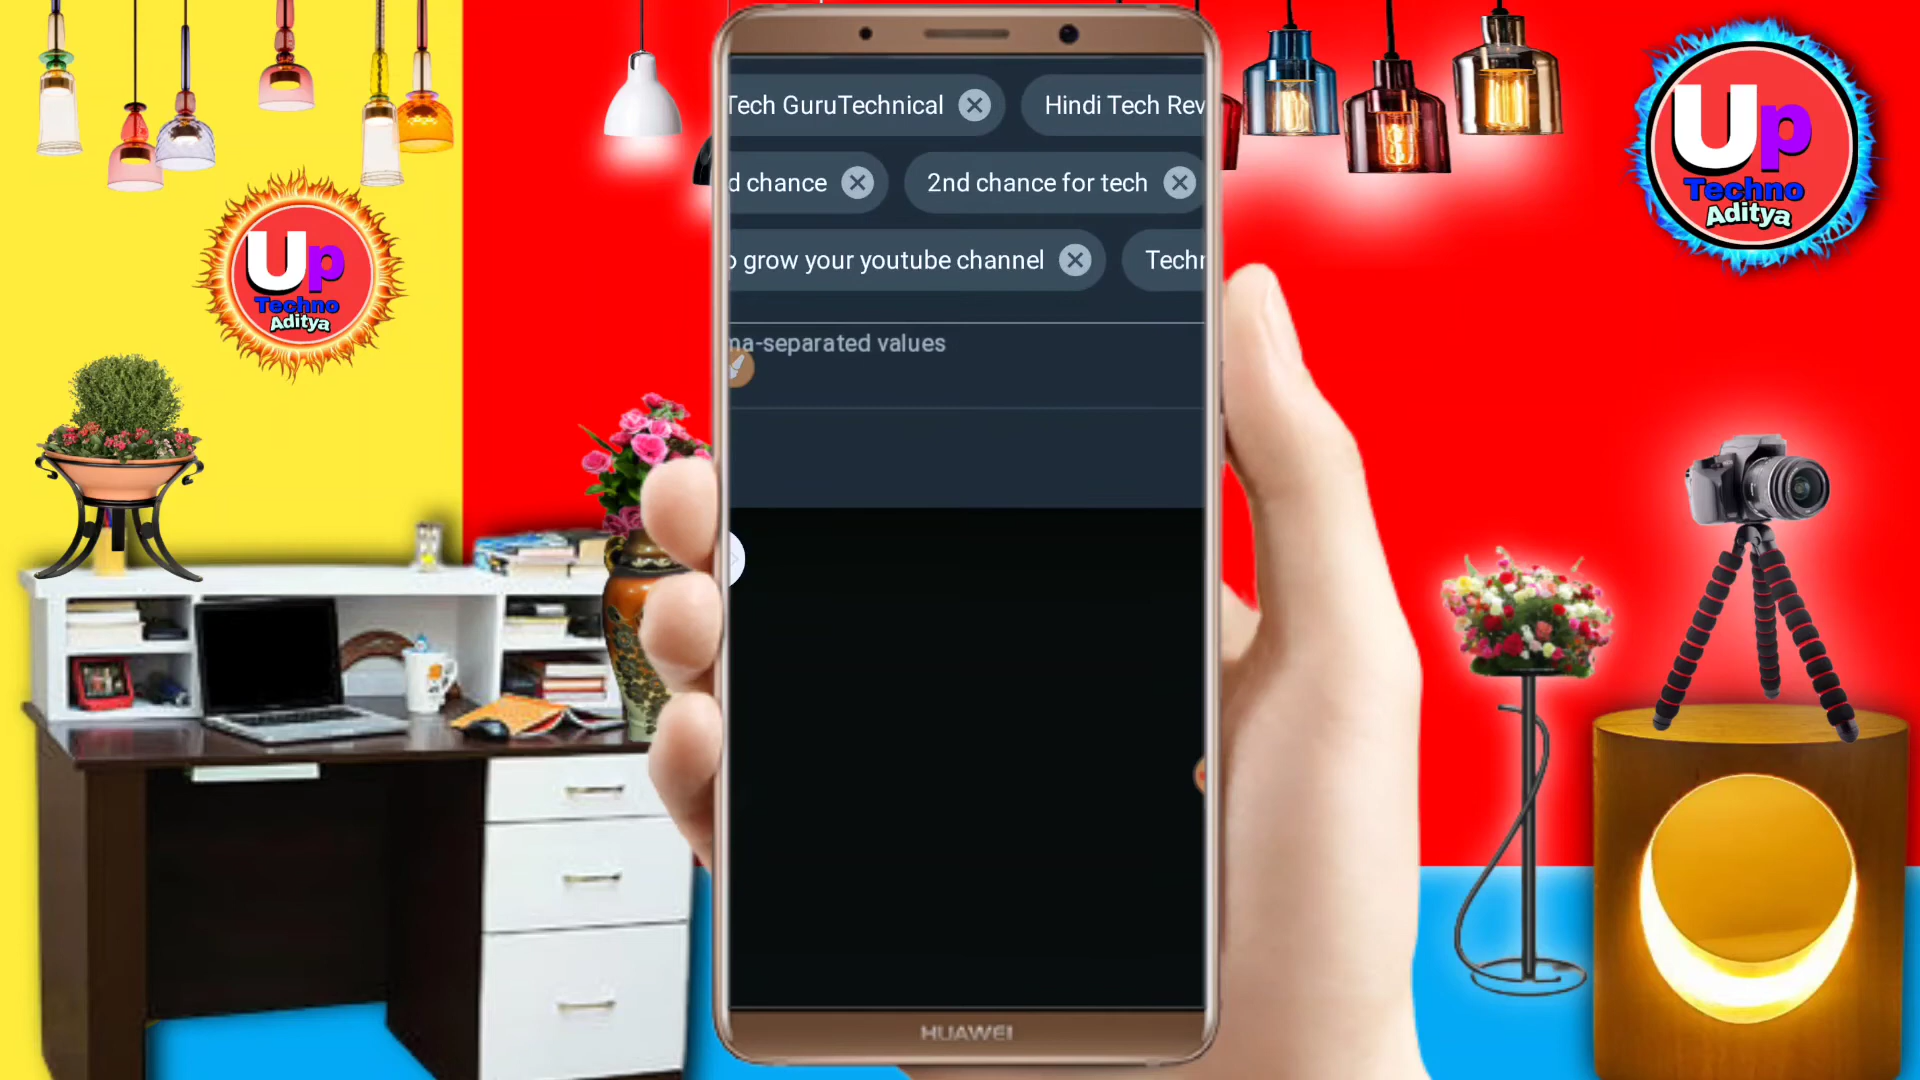 Tech GuruTechnical
Hindi Tech Rev
d chance
2nd chance for tech
grow your youtube channel
Techn
ma-separated values
Up
Techno
Aditya
Up
Techno
Aditya
HUAWEI